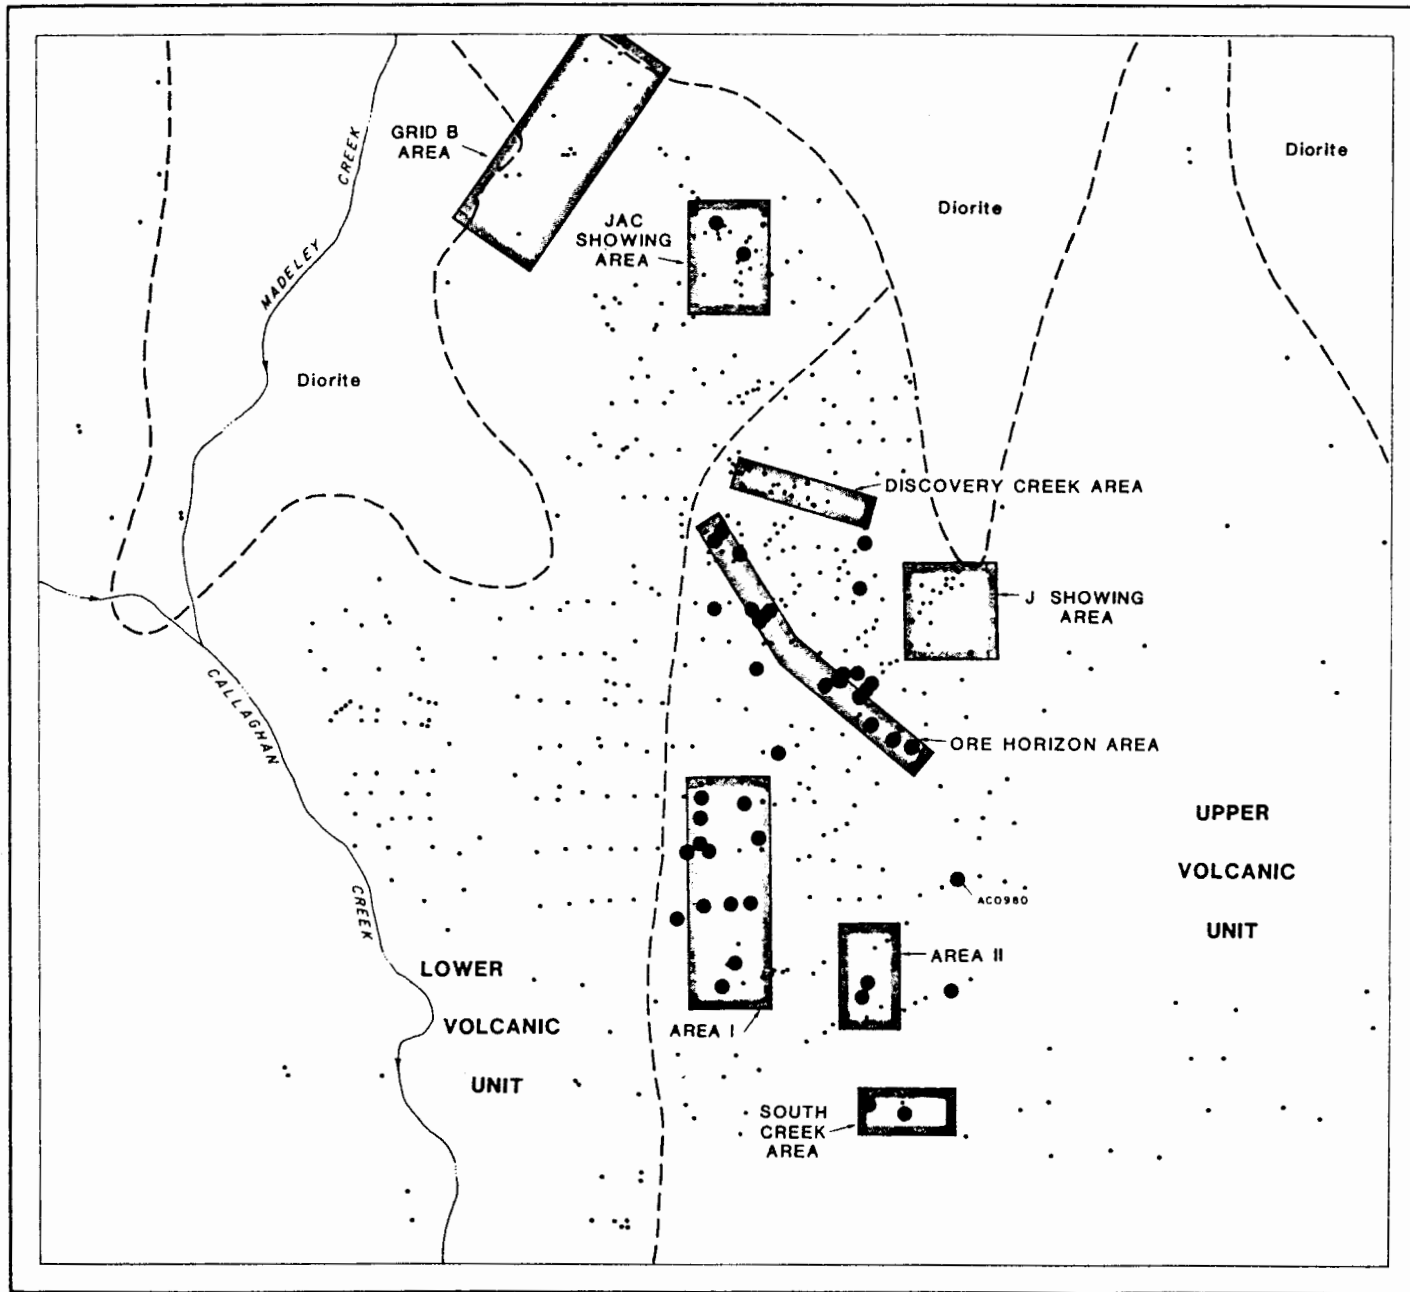 GRID B
AREA
MADELEY CREEK
Diorite
Diorite
JAC
SHOWING
AREA
Diorite
DISCOVERY CREEK AREA
J SHOWING
AREA
CALLAGHAN CREEK
ORE HORIZON AREA
UPPER
VOLCANIC
UNIT
AC0980
LOWER
VOLCANIC
UNIT
AREA II
AREA I
SOUTH
CREEK
AREA